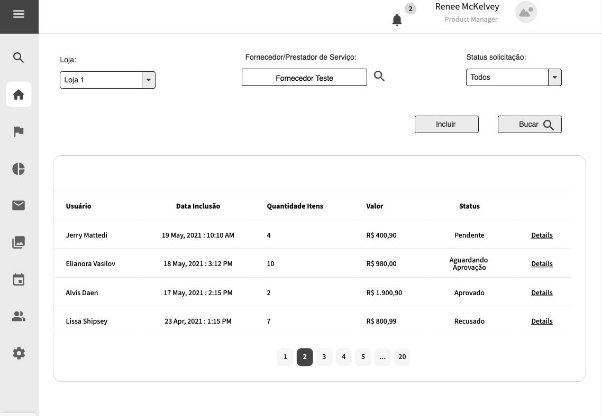 2
Renee McKelvey
Product Manager
Loja:
Fornecedor/Prestador de Serviço:
Status solicitação:
Loja 1
Fornecedor Teste
Todos
Incluir
Bucar
Usuário Data Inclusão Quantidade Itens Valor Status
Jerry Mattedi 19 May, 2021 : 10:10 AM 4 R$ 400,90 Pendente Details
Elianora Vasilov 18 May, 2021 : 3:12 PM 10 R$ 980,00 Aguardando Aprovação Details
Alvis Daen 17 May, 2021 : 2:15 PM 2 R$ 1.900,90 Aprovado Details
Lissa Shipsey 23 Apr, 2021 : 1:15 PM 7 R$ 800,99 Recusado Details
1 2 3 4 5 ... 20